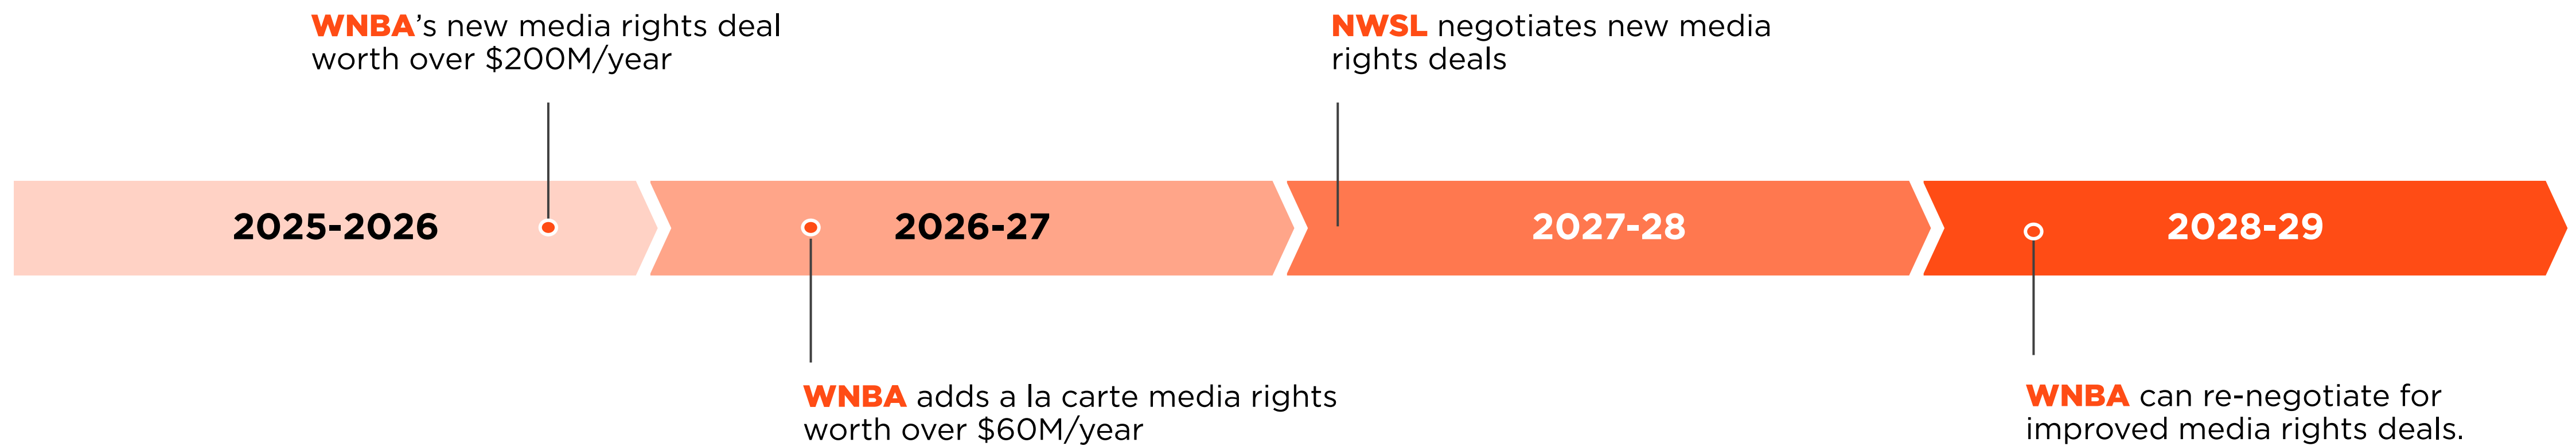 WNBA's new media rights deal
worth over $200M/year
NWSL negotiates new media
rights deals
2025-2026
2026-27
2027-28
2028-29
WNBA adds a la carte media rights
worth over $60M/year
WNBA can re-negotiate for
improved media rights deals.